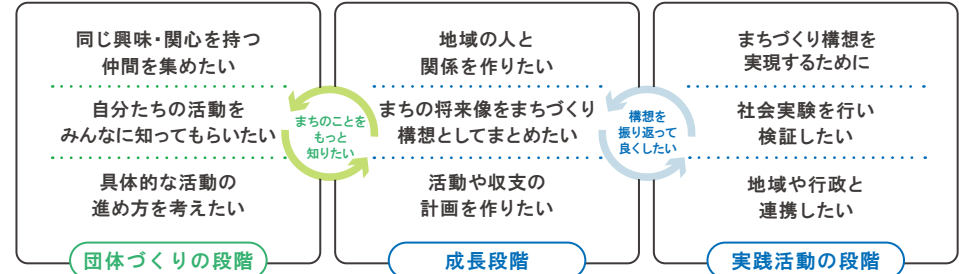 同じ興味・関心を持つ
仲間を集めたい
自分たちの活動を
みんなに知ってもらいたい
具体的な活動の
進め方を考えたい
団体づくりの段階
まちのことを
もっと
知りたい
地域の人と
関係を作りたい
まちの将来像をまちづくり
構想としてまとめたい
活動や収支の
計画を作りたい
成長段階
構想を
振り返って
良くしたい
まちづくり構想を
実現するために
社会実験を行い
検証したい
地域や行政と
連携したい
実践活動の段階